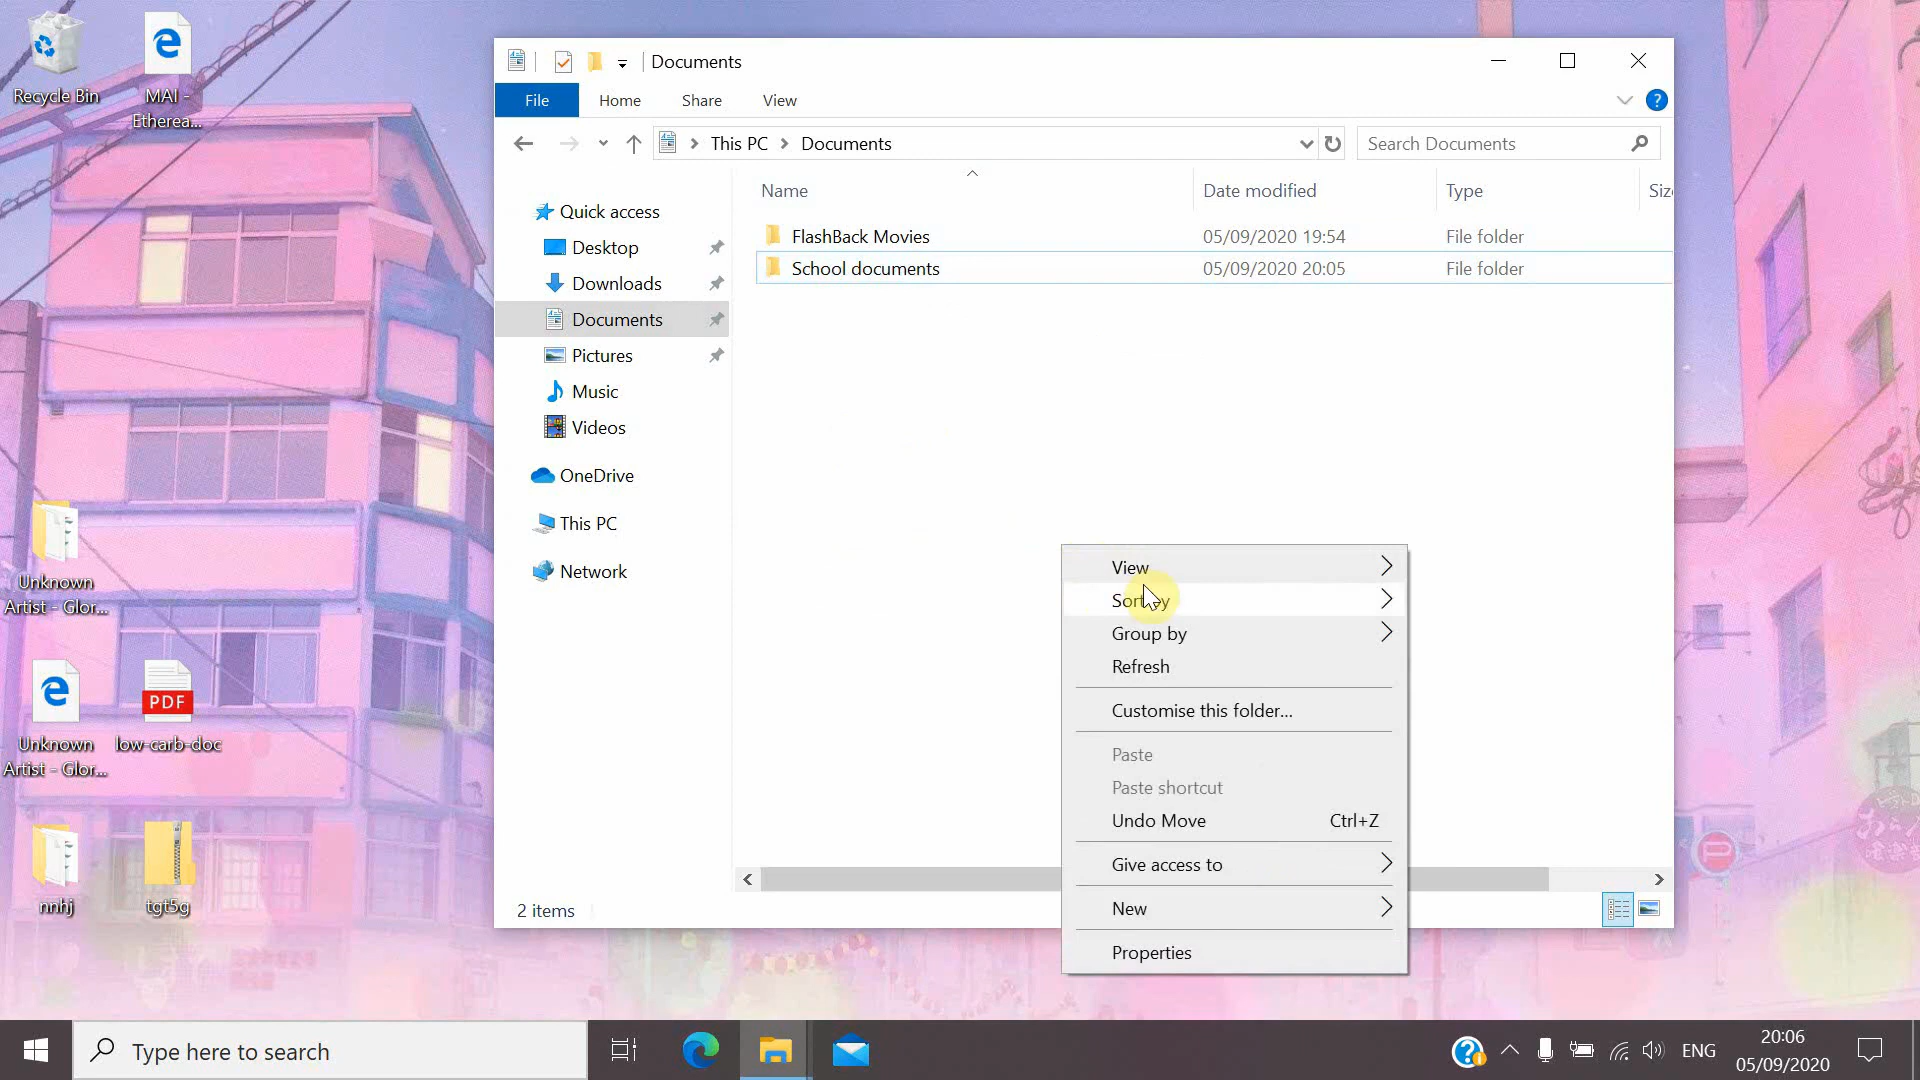 Recycle Bin
MAI -
Etherea...
Unknown
Artist - Glor...
Unknown
Artist - Glor...
PDF
low-carb-doc
nnhj
tgt5g
Documents
File
Home
Share
View
This PC
Documents
Search Documents
Name
Date modified
Type
Siz
FlashBack Movies
05/09/2020 19:54
File folder
School documents
05/09/2020 20:05
File folder
Quick access
Desktop
Downloads
Documents
Pictures
Music
Videos
OneDrive
This PC
Network
View
Sort by
Group by
Refresh
Customise this folder...
Paste
Paste shortcut
Undo Move
Ctrl+Z
Give access to
New
Properties
2 items
Type here to search
ENG
20:06
05/09/2020